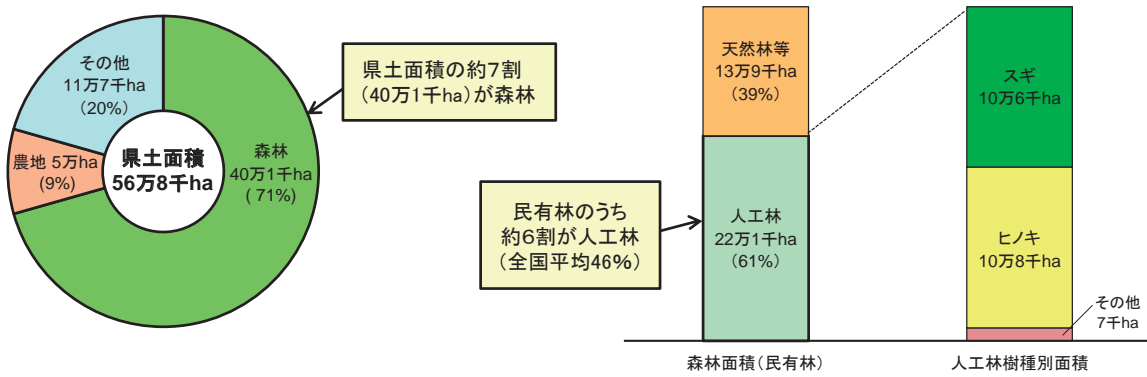 その他
11万7千ha
(20%)
農地 5万ha
(9%)
県土面積
56万8千ha
森林
40万1千ha
( 71%)
県土面積の約７割
（40万1千ha）が森林
民有林のうち
約６割が人工林
（全国平均46%）
天然林等
13万9千ha
(39%)
人工林
22万1千ha
(61%)
森林面積（民有林）
スギ
10万6千ha
ヒノキ
10万8千ha
その他
7千ha
人工林樹種別面積